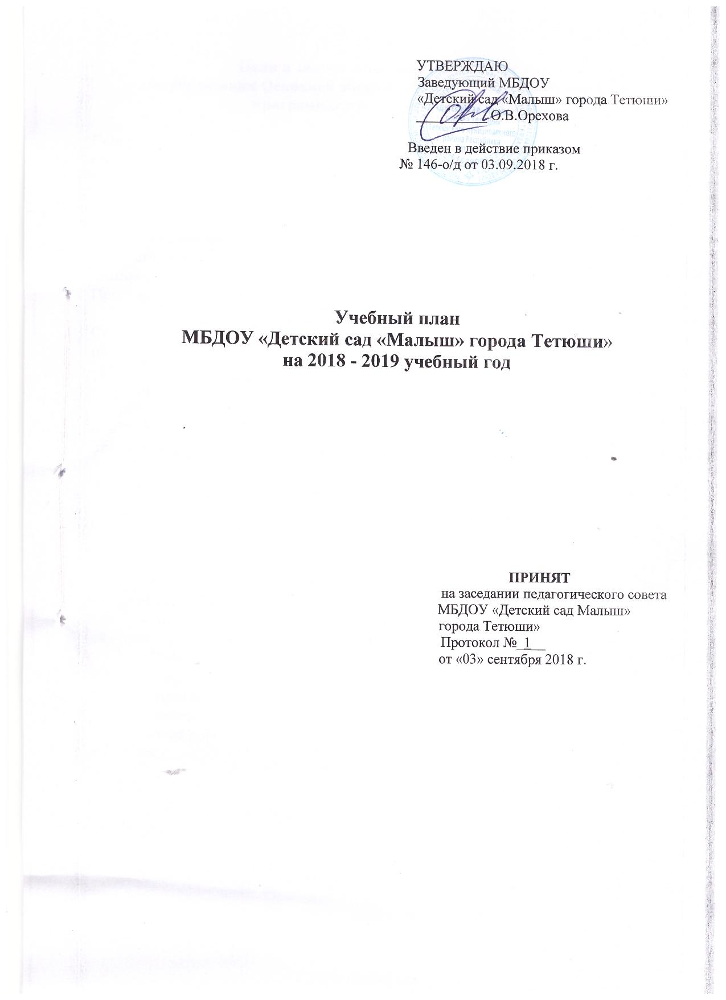 УТВЕРЖДАЮ
Заведующий МБДОУ
«Детский сад «Малыш» города Тетюши»
__________ О.В.Орехова
Введен в действие приказом
№ 146-о/д от 03.09.2018 г.
Учебный план
МБДОУ «Детский сад «Малыш» города Тетюши»
на 2018 - 2019 учебный год
ПРИНЯТ
на заседании педагогического совета
МБДОУ «Детский сад Малыш»
города Тетюши»
Протокол №_1__
от «03» сентября 2018 г.